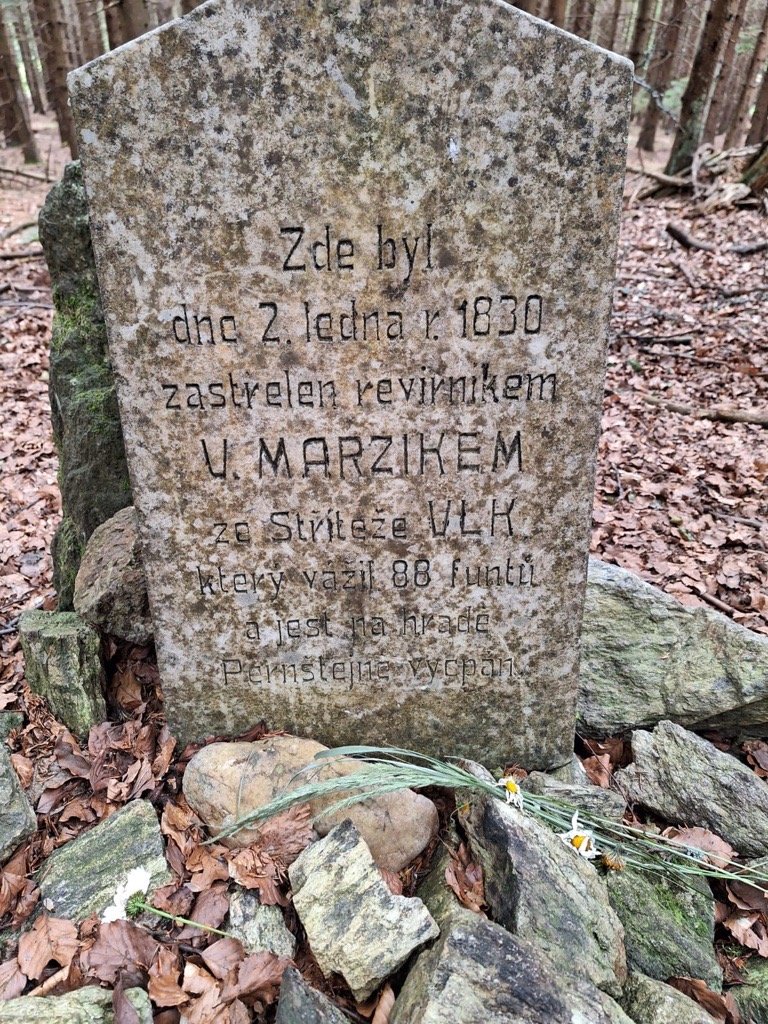 Zde byl
dne 2. ledna r. 1830
zastřelen revírníkem
V. MARZIKEM
ze Stříteže VLK
který vážil 88 funtů
a jest na hradě
Pernštejně vycpán.